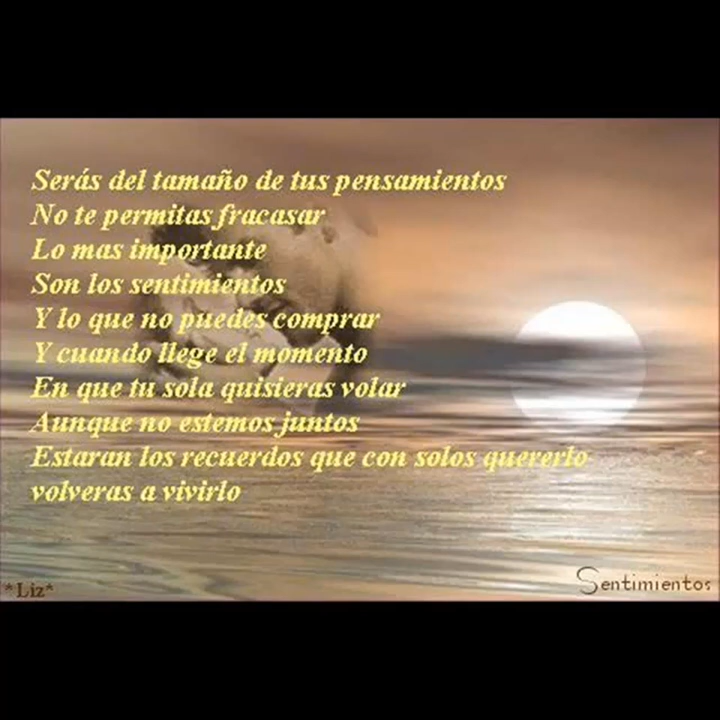 Serás del tamaño de tus pensamientos
No te permitas fracasar
Lo mas importante
Son los sentimientos
Y lo que no puedes comprar
Y cuando llege el momento
En que tu sola quisieras volar
Aunque no estemos juntos
Estaran los recuerdos que con solos quererlo
volveras a vivirlo
*Liz*
Sentimientos